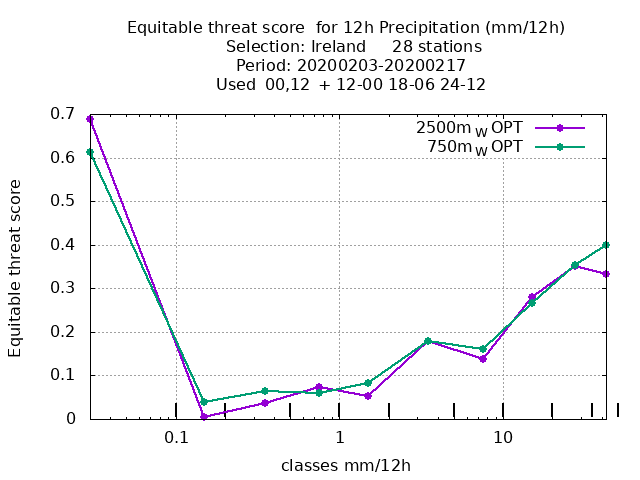 Equitable threat score  for 12h Precipitation (mm/12h)
Selection: Ireland     28 stations
Period: 20200203-20200217
Used  00,12  + 12-00 18-06 24-12
2500m W OPT
750m W OPT
0.7
0.6
0.5
0.4
0.3
0.2
0.1
0
Equitable threat score
0.1 1 10
classes mm/12h